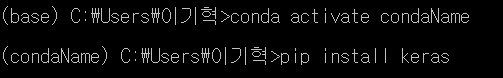 (base) C:₩Users₩이기혁>conda activate condaName
(condaName) C:₩Users₩이기혁>pip install keras